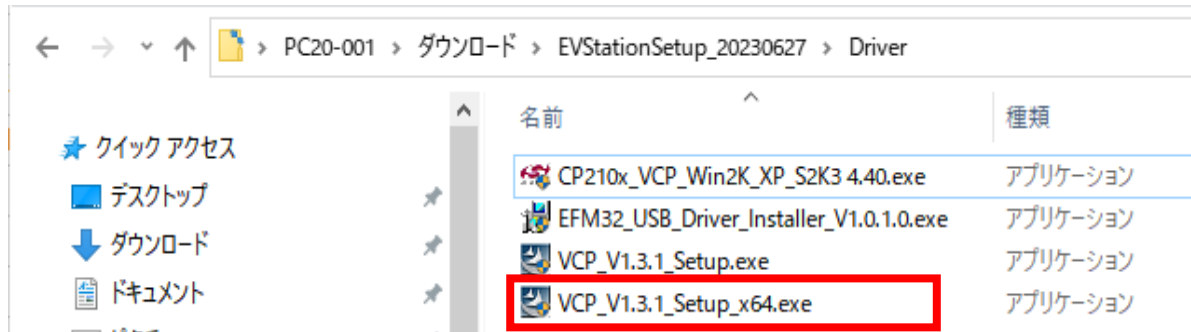 PC20-001 > ダウンロード > EVStationSetup_20230627 > Driver
クイック アクセス
デスクトップ
ダウンロード
ドキュメント
名前 種類
CP210x_VCP_Win2K_XP_S2K3 4.40.exe アプリケーション
EFM32_USB_Driver_Installer_V1.0.1.0.exe アプリケーション
VCP_V1.3.1_Setup.exe アプリケーション
VCP_V1.3.1_Setup_x64.exe アプリケーション